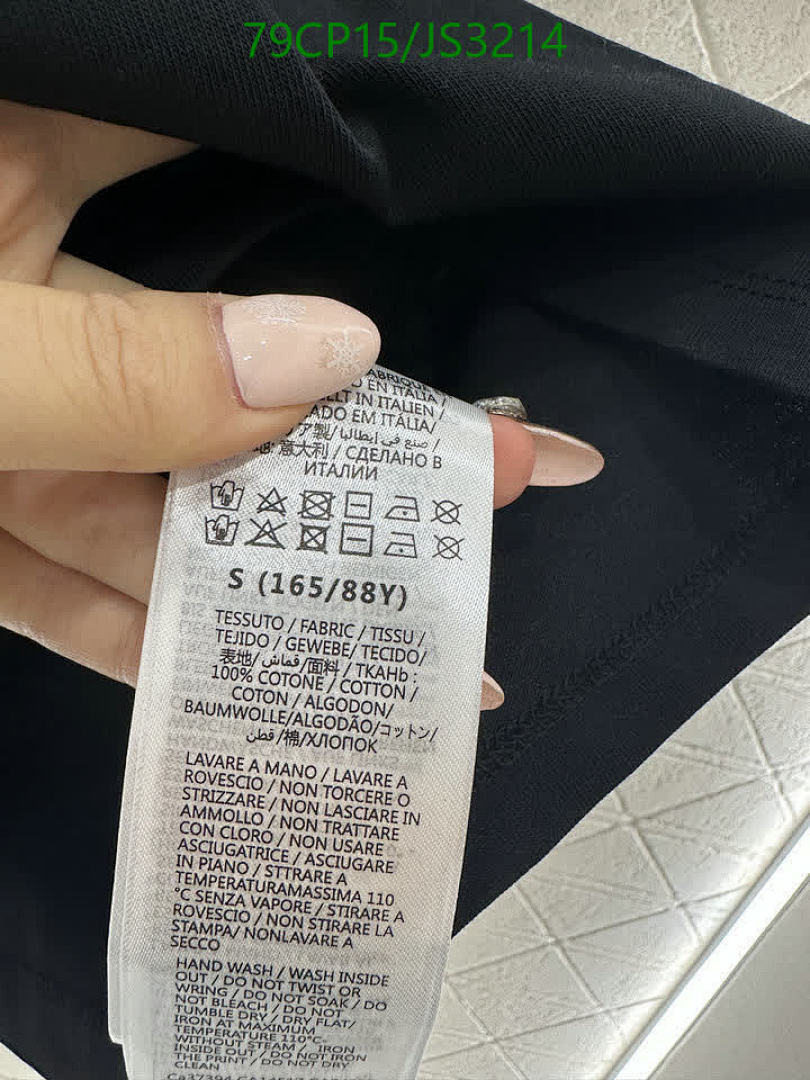 79CP15/JS3214
EN ITALIA /
IN ITALIEN /
EM ITÁLIA/
صنع في إيطاليا /
意大利 / СДЕЛАНО В
ИТАЛИИ
S (165/88Y)
TESSUTO / FABRIC / TISSU /
TEJIDO / GEWEBE/ TECIDO/
表地/ قماش /面料 / TKAHb :
100% COTONE / COTTON /
COTON / ALGODON/
BAUMWOLLE/ALGODÃO/コットン/
قطن /棉/ХЛОПОК
LAVARE A MANO / LAVARE A
ROVESCIO / NON TORCERE O
STRIZZARE / NON LASCIARE IN
AMMOLLO / NON TRATTARE
CON CLORO / NON USARE
ASCIUGATRICE / ASCIUGARE
IN PIANO / STTRARE A
TEMPERATURAMASSIMA 110
°C SENZA VAPORE / STIRARE A
ROVESCIO / NON STIRARE LA
STAMPA/ NONLAVARE A
SECCO
HAND WASH / WASH INSIDE
OUT / DO NOT TWIST OR
WRING / DO NOT SOAK / DO
NOT BLEACH / DO NOT
TUMBLE DRY / DRY FLAT/
IRON AT MAXIMUM
TEMPERATURE 110°C
WITHOUT STEAM / IRON
INSIDE OUT / DO NOT IRON
THE PRINT / DO NOT DRY
CLEAN